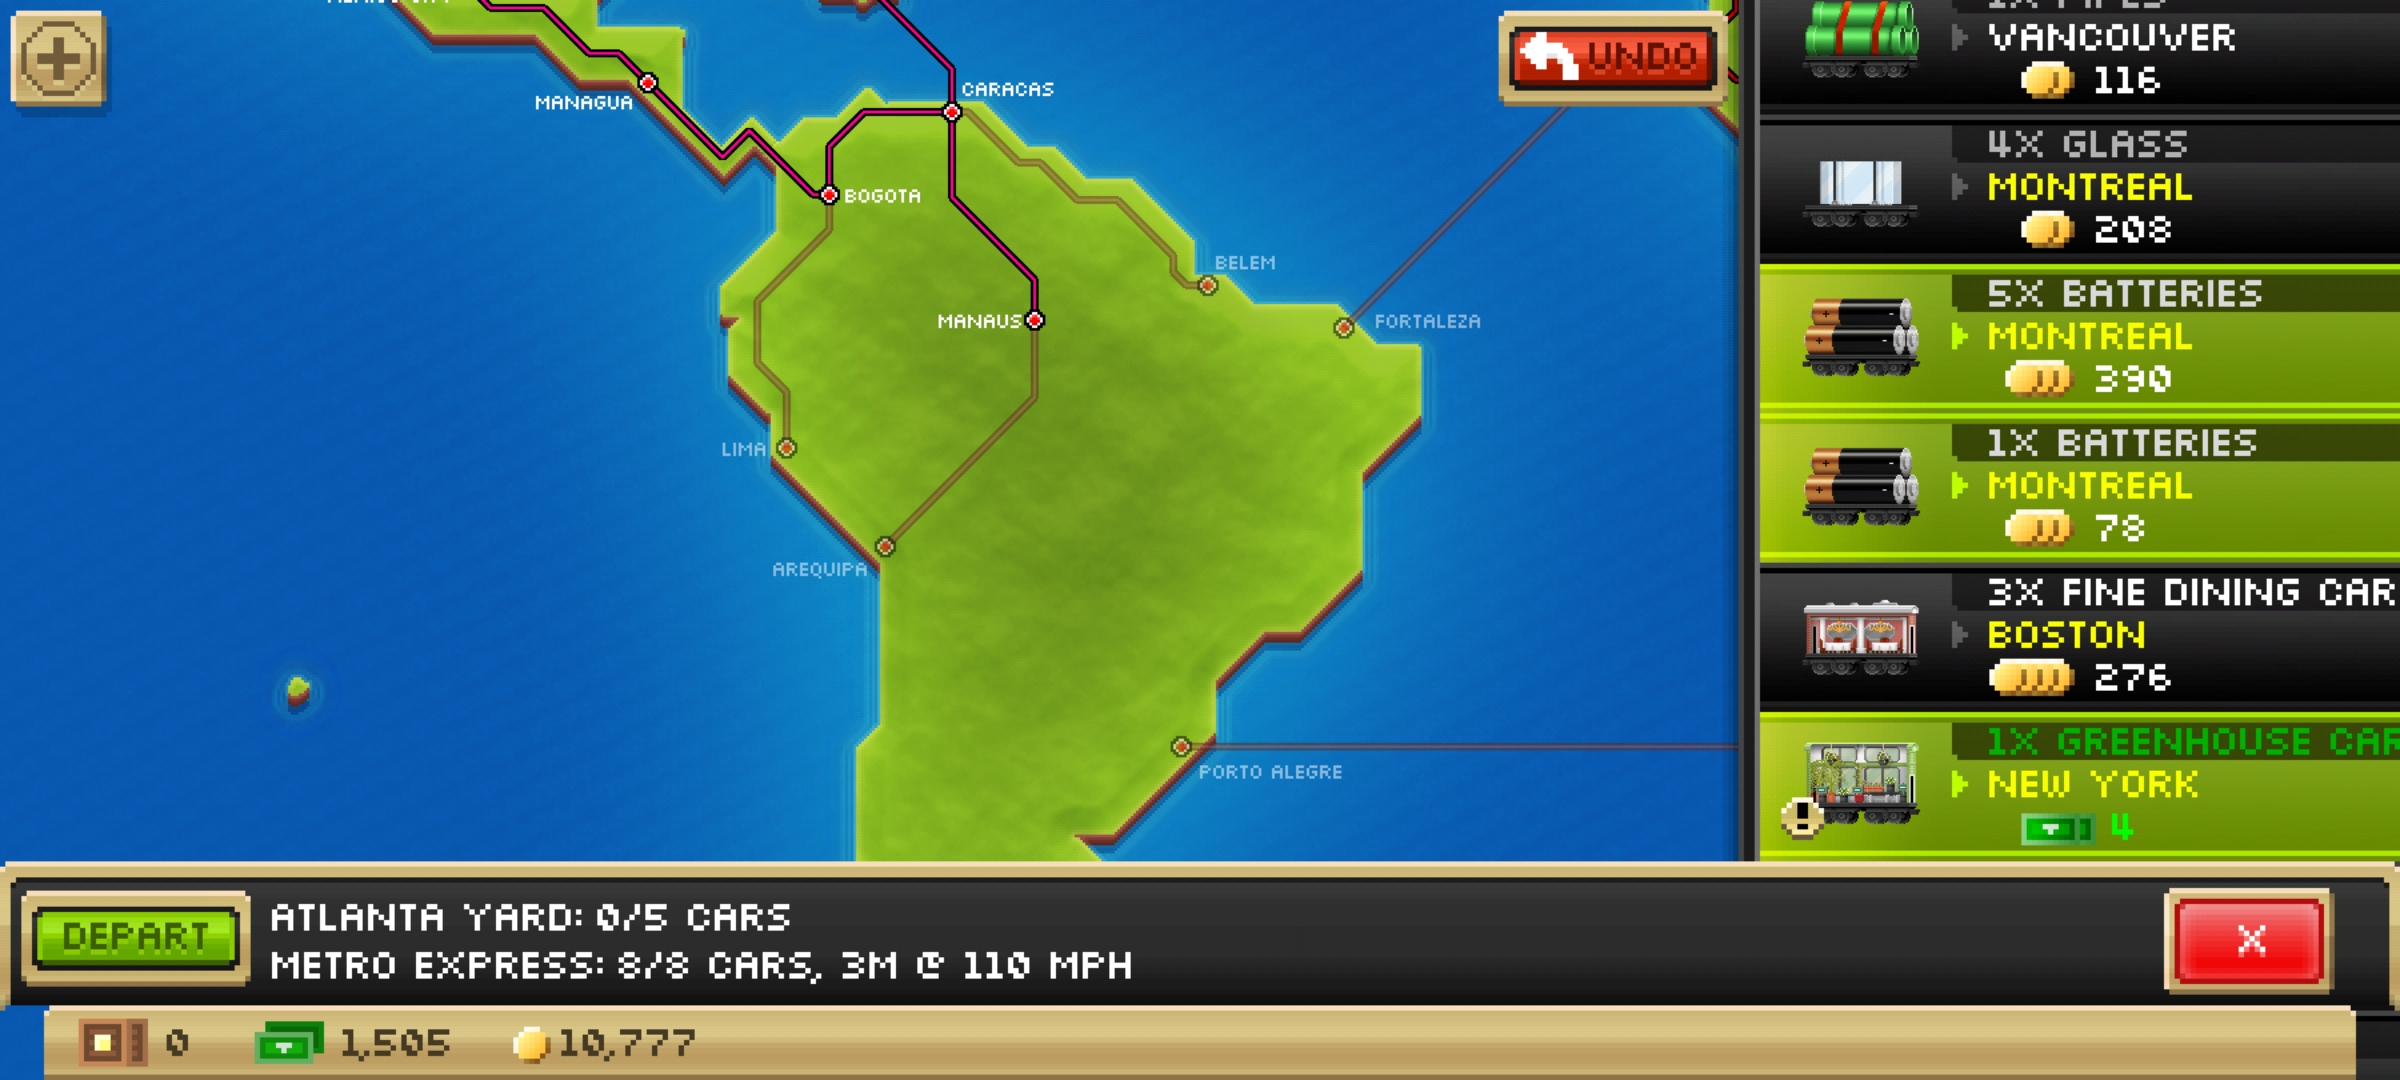 MANAGUA
CARACAS
BOGOTA
BELEM
MANAUS
FORTALEZA
LIMA
AREQUIPA
PORTO ALEGRE
UNDO
1X PIPES
VANCOUVER
116
4X GLASS
MONTREAL
208
5X BATTERIES
MONTREAL
390
1X BATTERIES
MONTREAL
78
3X FINE DINING CAR
BOSTON
276
1X GREENHOUSE CAR
NEW YORK
4
DEPART
ATLANTA YARD: 0/5 CARS
METRO EXPRESS: 8/8 CARS, 3M @ 110 MPH
X
0
1,505
10,777